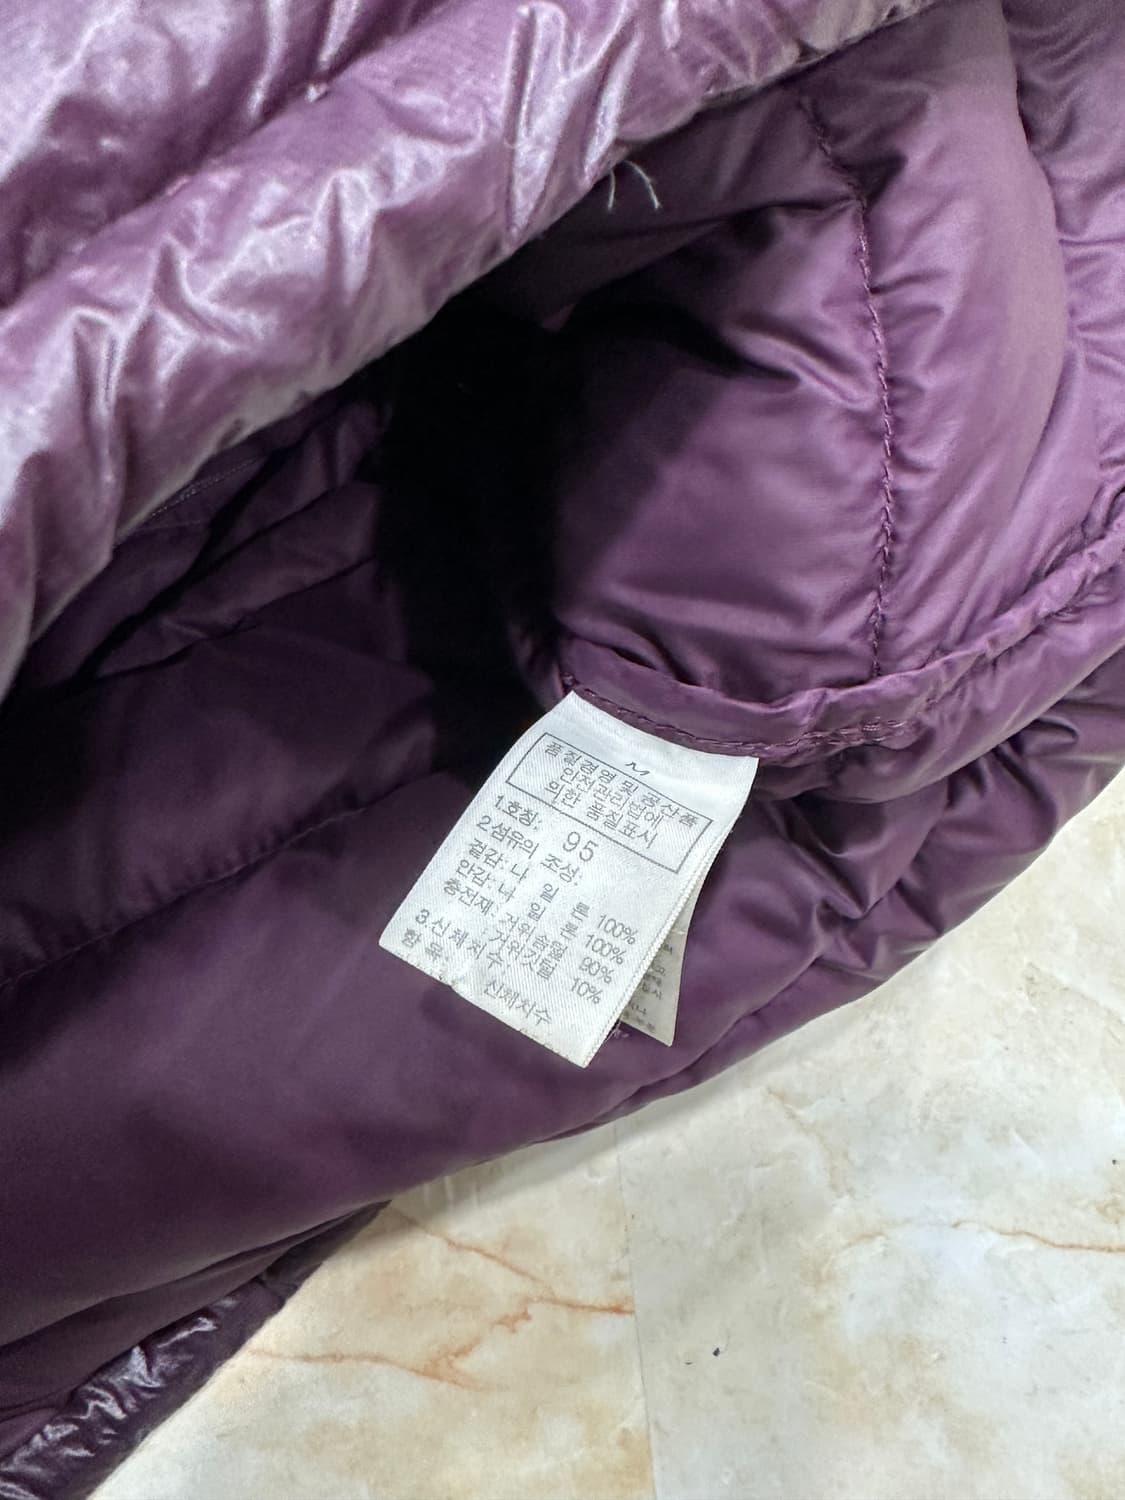 품질경영 및 공산품
안전관리법에
의한 품질표시
1.호칭: 95
2.섬유의 조성:
겉감: 나 일 론 100%
안감: 나 일 론 100%
충전재: 거위솜털 90%
거위깃털 10%
3.신체치수
항목 신체치수